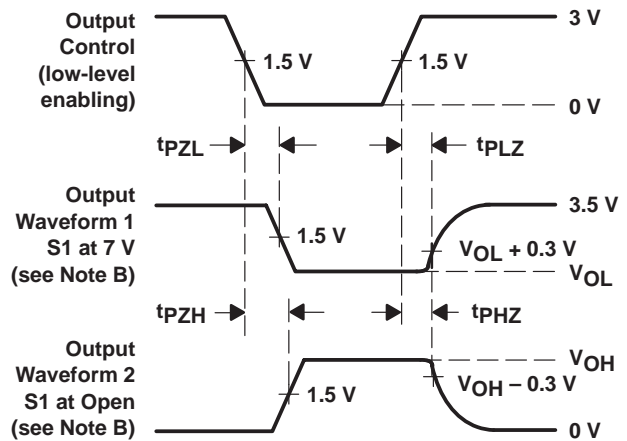 Output
Control
(low-level
enabling)
1.5 V
1.5 V
3 V
0 V
tPZL
tPLZ
Output
Waveform 1
S1 at 7 V
(see Note B)
1.5 V
3.5 V
VOL + 0.3 V
VOL
tPZH
tPHZ
Output
Waveform 2
S1 at Open
(see Note B)
1.5 V
VOH
VOH – 0.3 V
0 V